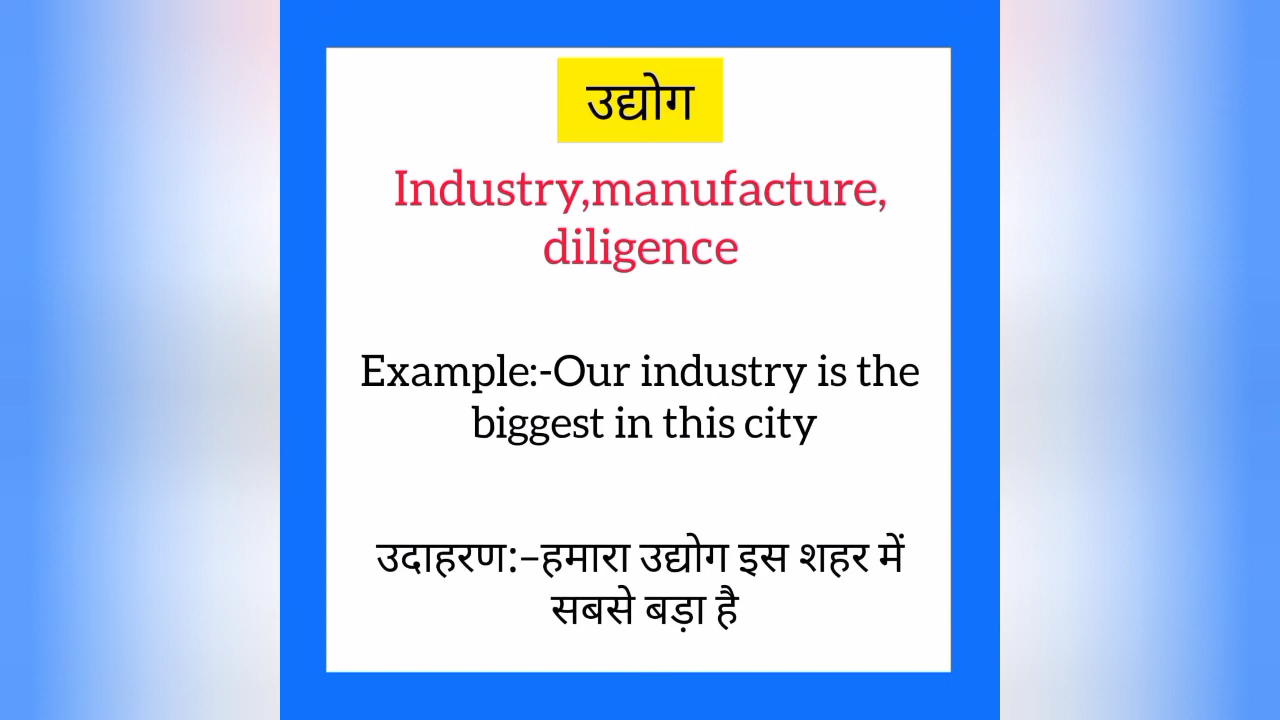 उद्योग
Industry,manufacture,
diligence
Example:-Our industry is the
biggest in this city
उदाहरण:–हमारा उद्योग इस शहर में
सबसे बड़ा है